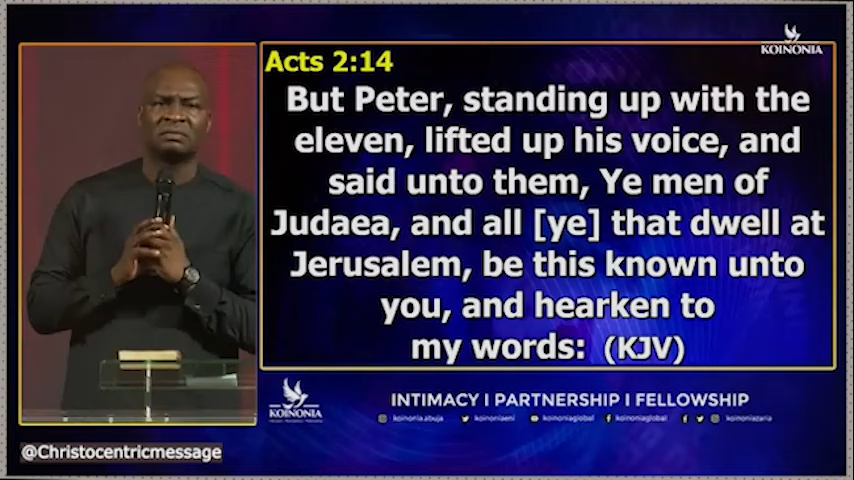 KOINONIA
Acts 2:14
But Peter, standing up with the
eleven, lifted up his voice, and
said unto them, Ye men of
Judaea, and all [ye] that dwell at
Jerusalem, be this known unto
you, and hearken to
my words: (KJV)
KOINONIA
INTIMACY I PARTNERSHIP I FELLOWSHIP
koinonia.abuja koinoniaeni koinoniaglobal koinoniaglobal koinoniazaria
@Christocentricmessage